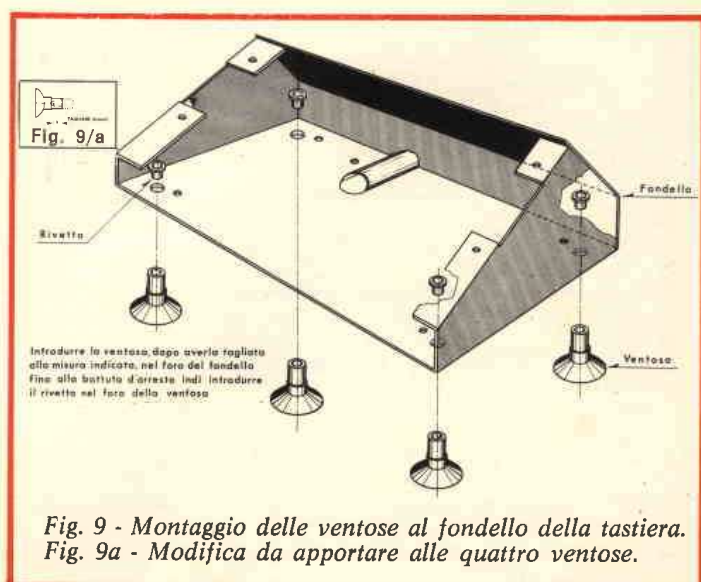 TAGLIARE
Fig. 9/a
Rivetto
Fondello
Ventosa
Introdurre la ventosa, dopo averla tagliata
alla misura indicata, nel foro del fondello
fino alla battuta d'arresto indi introdurre
il rivetto nel foro della ventosa
Fig. 9 - Montaggio delle ventose al fondello della tastiera.
Fig. 9a - Modifica da apportare alle quattro ventose.